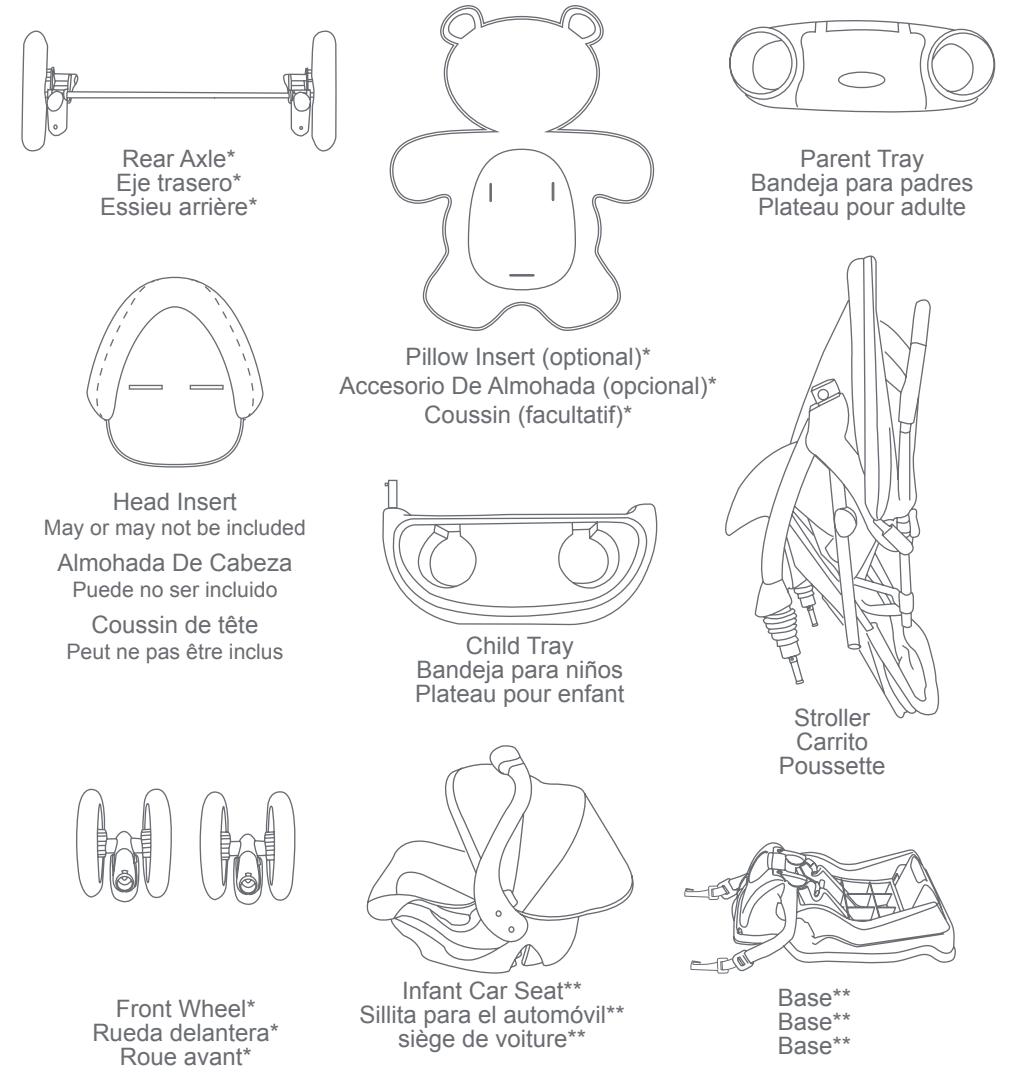 Rear Axle*
Eje trasero*
Essieu arrière*
Pillow Insert (optional)*
Accesorio De Almohada (opcional)*
Coussin (facultatif)*
Parent Tray
Bandeja para padres
Plateau pour adulte
Head Insert
May or may not be included
Almohada De Cabeza
Puede no ser incluido
Coussin de tête
Peut ne pas être inclus
Child Tray
Bandeja para niños
Plateau pour enfant
Stroller
Carrito
Poussette
Front Wheel*
Rueda delantera*
Roue avant*
Infant Car Seat**
Sillita para el automóvil**
siège de voiture**
Base**
Base**
Base**